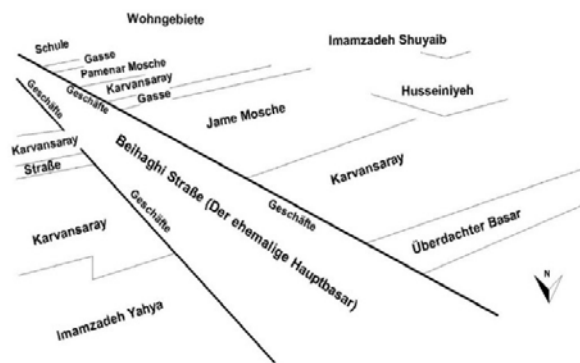 Wohngebiete
Schule
Gasse
Pamenar Mosche
Karvansaray
Gasse
Imamzadeh Shuyaib
Husseiniyeh
Geschäfte
Geschäfte
Jame Mosche
Karvansaray
Straße
Karvansaray
Beihaghi Straße (Der ehemalige Hauptbasar)
Geschäfte
Geschäfte
Karvansaray
Überdachter Basar
Imamzadeh Yahya
N